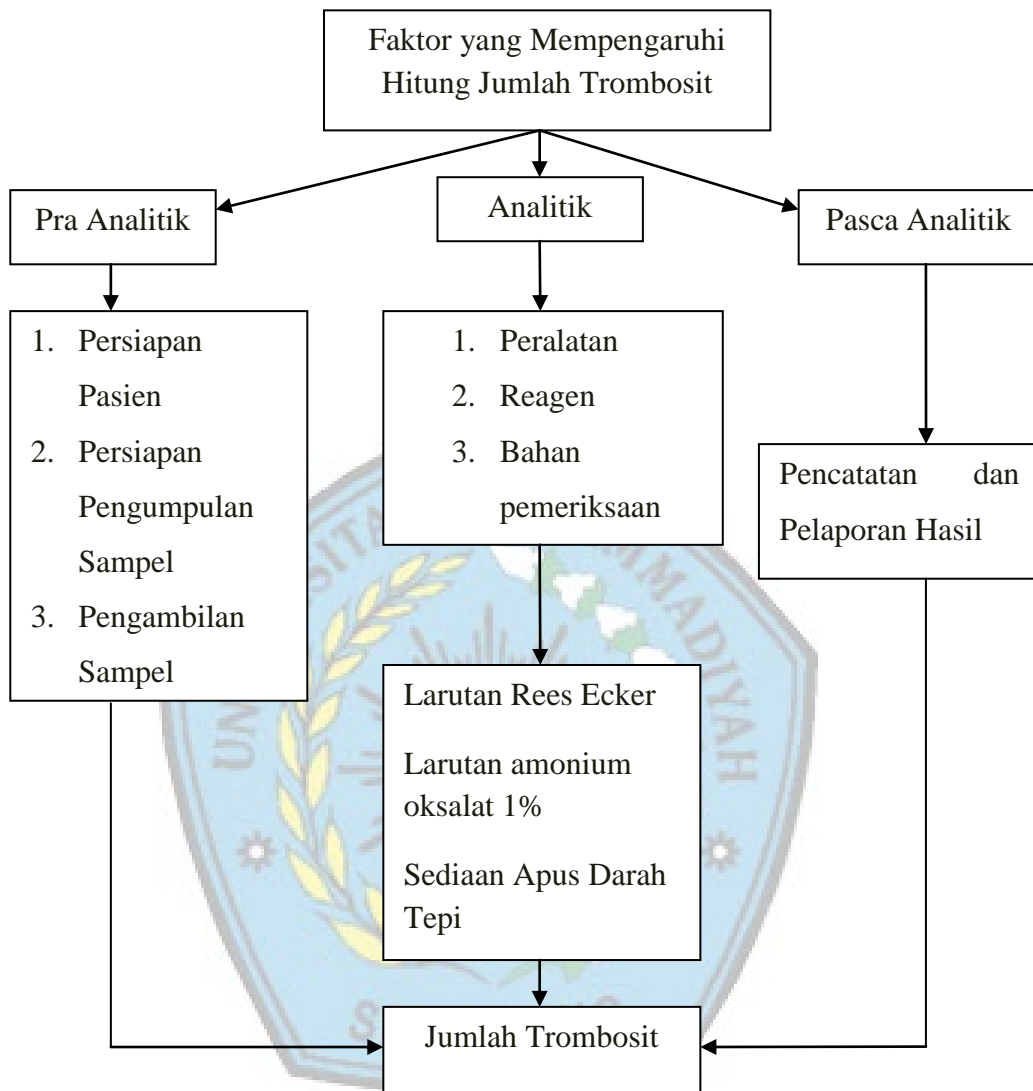 Faktor yang Mempengaruhi
Hitung Jumlah Trombosit
Pra Analitik
Analitik
Pasca Analitik
1. Persiapan
Pasien
2. Persiapan
Pengumpulan
Sampel
3. Pengambilan
Sampel
1. Peralatan
2. Reagen
3. Bahan
pemeriksaan
Pencatatan dan
Pelaporan Hasil
Larutan Rees Ecker
Larutan amonium
oksalat 1%
Sediaan Apus Darah
Tepi
Jumlah Trombosit